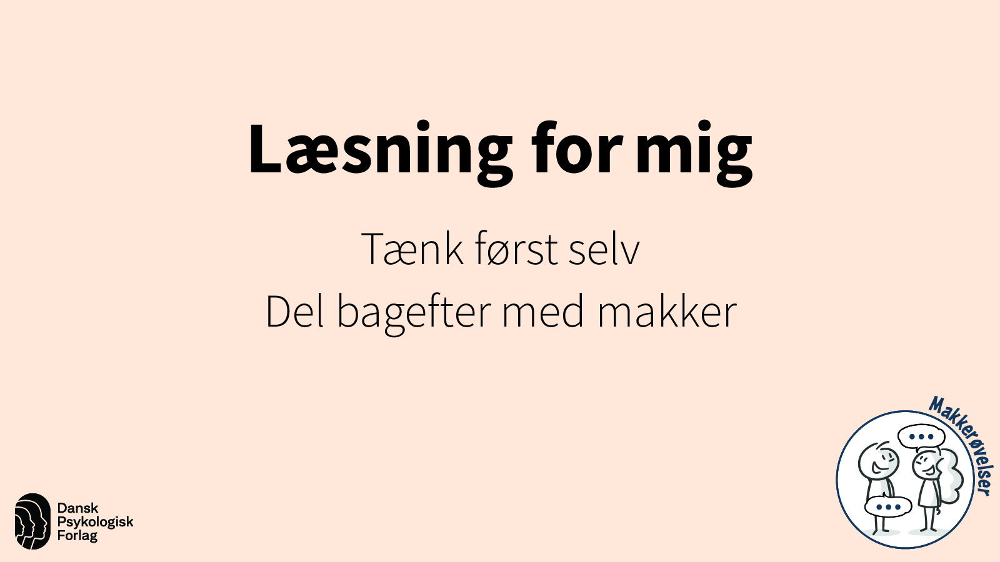 Læsning for mig
Tænk først selv
Del bagefter med makker
Makkerøvelser
Dansk
Psykologisk
Forlag